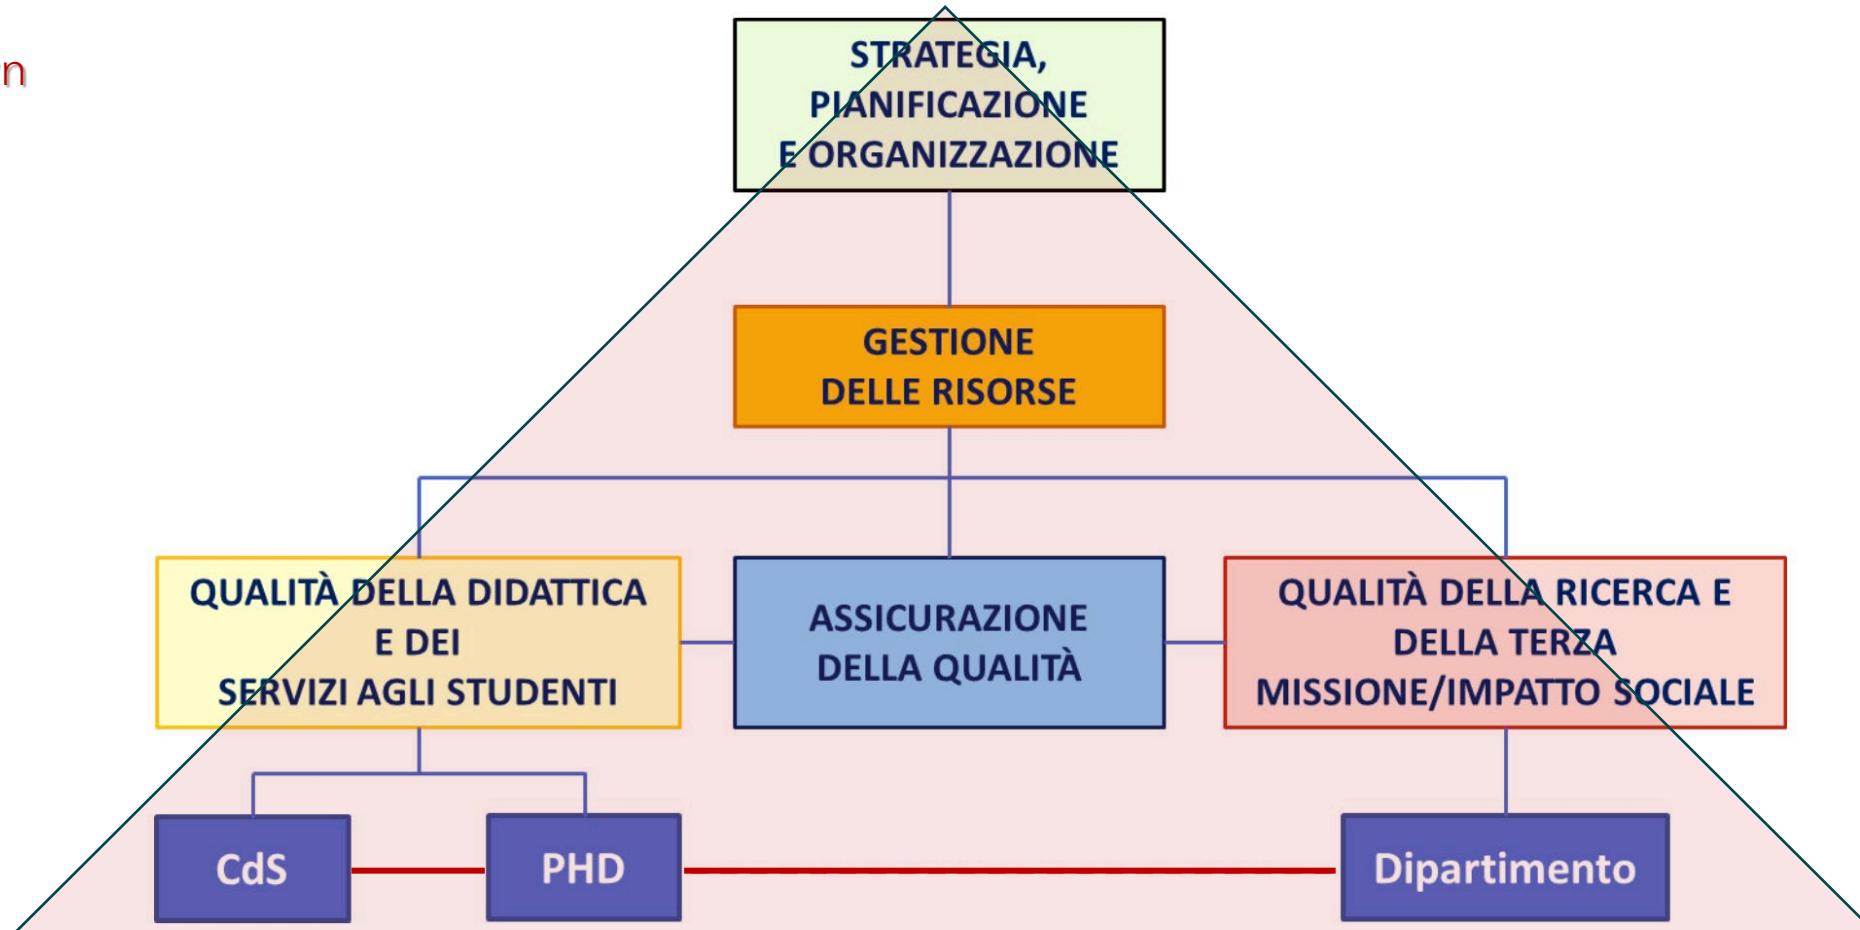 n
STRATEGIA,
PIANIFICAZIONE
E ORGANIZZAZIONE
GESTIONE
DELLE RISORSE
QUALITÀ DELLA DIDATTICA
E DEI
SERVIZI AGLI STUDENTI
ASSICURAZIONE
DELLA QUALITÀ
QUALITÀ DELLA RICERCA E
DELLA TERZA
MISSIONE/IMPATTO SOCIALE
CdS
PHD
Dipartimento